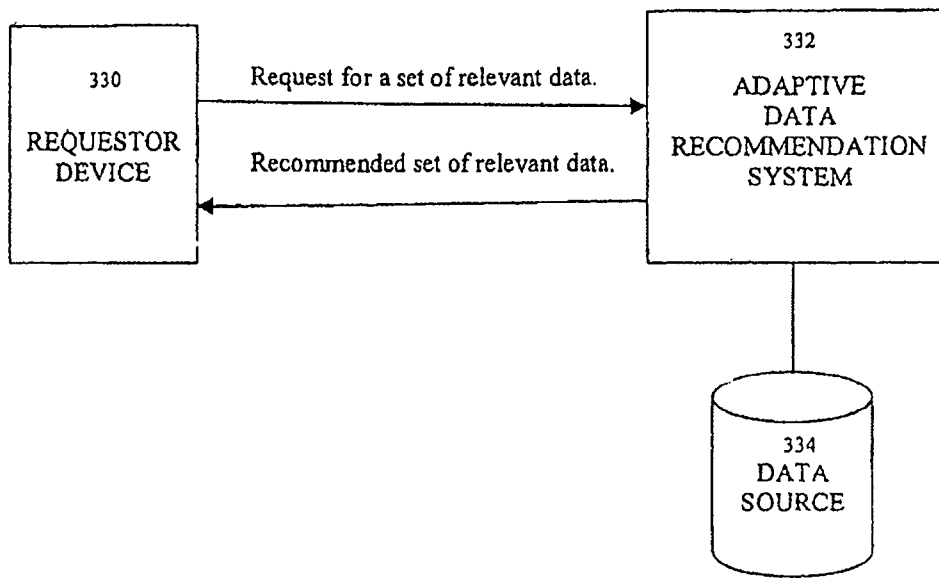 330
REQUESTOR
DEVICE
Request for a set of relevant data.
Recommended set of relevant data.
332
ADAPTIVE
DATA
RECOMMENDATION
SYSTEM
334
DATA
SOURCE